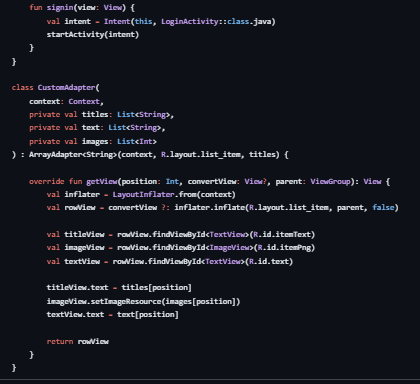 fun signin(view: View) {
val intent = Intent(this, LoginActivity::class.java)
startActivity(intent)
}
}
class CustomAdapter(
context: Context,
private val titles: List<String>,
private val text: List<String>,
private val images: List<Int>
) : ArrayAdapter<String>(context, R.layout.list_item, titles) {
override fun getView(position: Int, convertView: View?, parent: ViewGroup): View {
val inflater = LayoutInflater.from(context)
val rowView = convertView ?: inflater.inflate(R.layout.list_item, parent, false)
val titleView = rowView.findViewById<TextView>(R.id.itemText)
val imageView = rowView.findViewById<ImageView>(R.id.itemPng)
val textView = rowView.findViewById<TextView>(R.id.text)
titleView.text = titles[position]
imageView.setImageResource(images[position])
textView.text = text[position]
return rowView
}
}